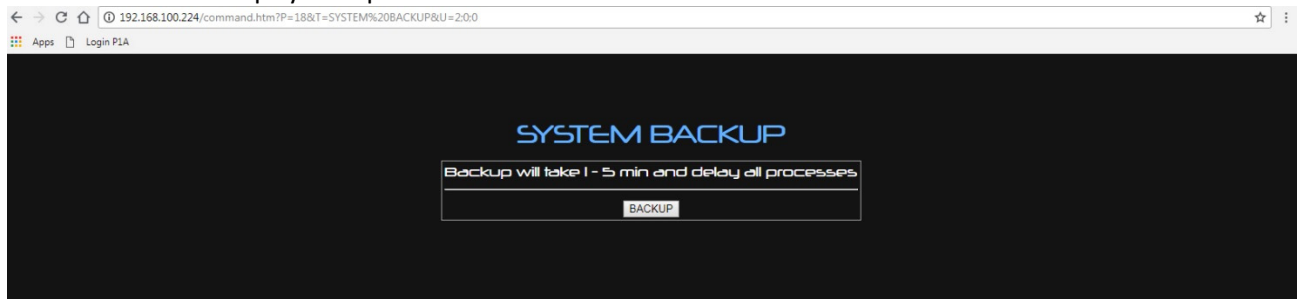 192.168.100.224/command.htm?P=18&T=SYSTEM%20BACKUP&U=2:0:0
Apps Login P1A
SYSTEM BACKUP
Backup will take 1 - 5 min and delay all processes
BACKUP